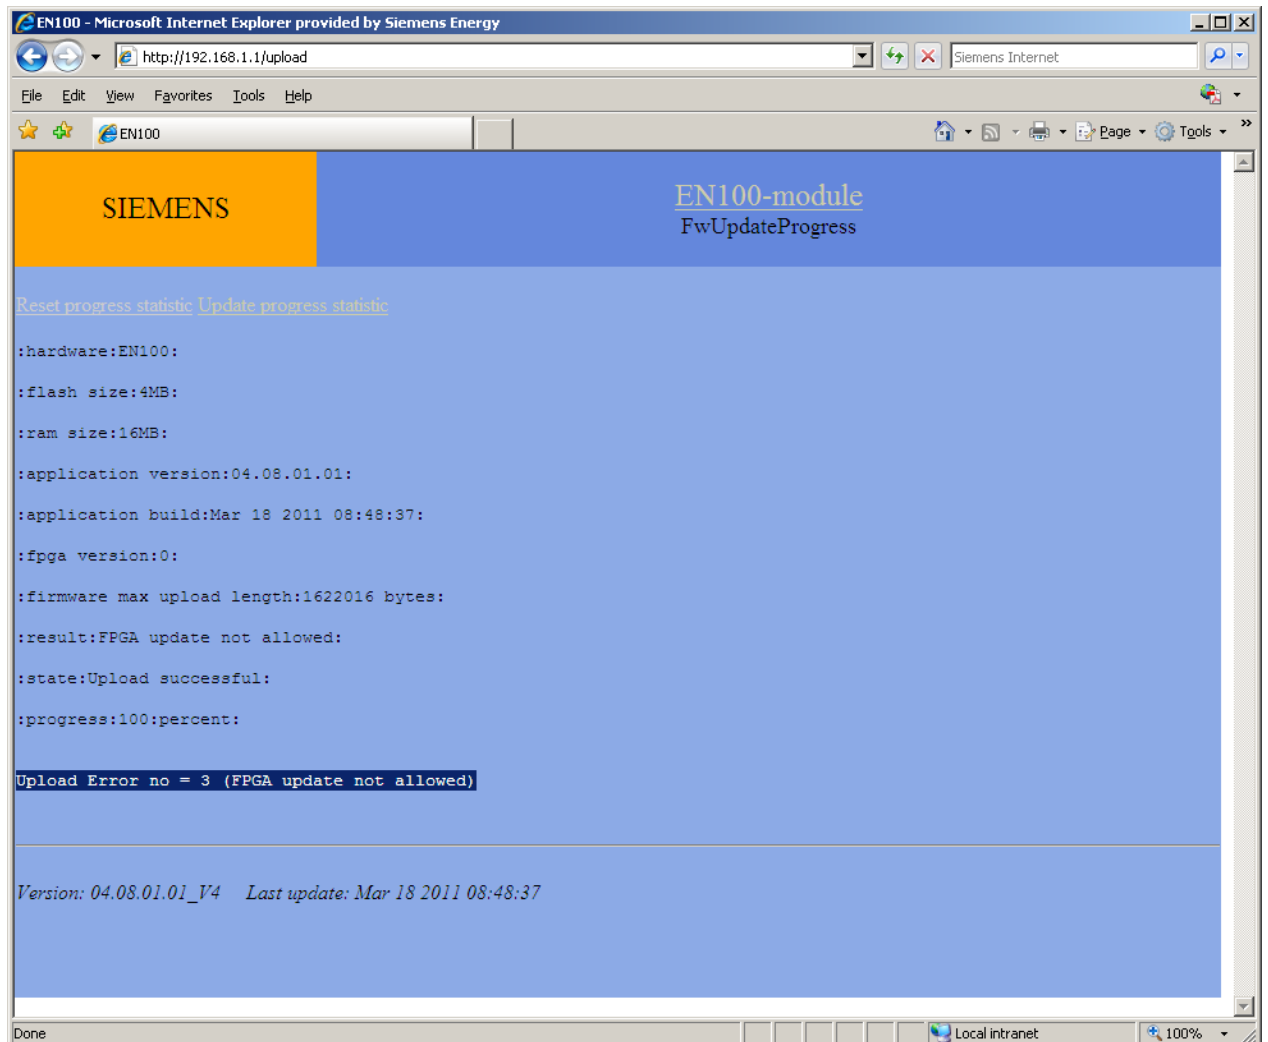 EN100 - Microsoft Internet Explorer provided by Siemens Energy
http://192.168.1.1/upload
Siemens Internet
File Edit View Favorites Tools Help
EN100
Page Tools »
SIEMENS
EN100-module
FwUpdateProgress
Reset progress statistic Update progress statistic
:hardware:EN100:
:flash size:4MB:
:ram size:16MB:
:application version:04.08.01.01:
:application build:Mar 18 2011 08:48:37:
:fpga version:0:
:firmware max upload length:1622016 bytes:
:result:FPGA update not allowed:
:state:Upload successful:
:progress:100:percent:
Upload Error no = 3 (FPGA update not allowed)
Version: 04.08.01.01_V4 Last update: Mar 18 2011 08:48:37
Done
Local intranet
100%